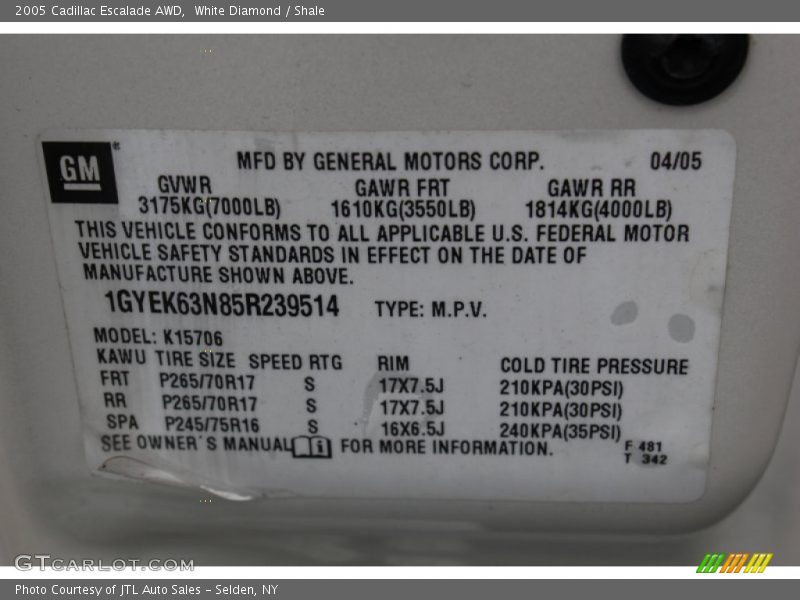 2005 Cadillac Escalade AWD,  White Diamond / Shale
GM®
MFD BY GENERAL MOTORS CORP. 04/05
GVWR GAWR FRT GAWR RR
3175KG(7000LB) 1610KG(3550LB) 1814KG(4000LB)
THIS VEHICLE CONFORMS TO ALL APPLICABLE U.S. FEDERAL MOTOR
VEHICLE SAFETY STANDARDS IN EFFECT ON THE DATE OF
MANUFACTURE SHOWN ABOVE.
1GYEK63N85R239514 TYPE: M.P.V.
MODEL: K15706
KAWU TIRE SIZE SPEED RTG RIM COLD TIRE PRESSURE
FRT P265/70R17 S 17X7.5J 210KPA(30PSI)
RR P265/70R17 S 17X7.5J 210KPA(30PSI)
SPA P245/75R16 S 16X6.5J 240KPA(35PSI)
SEE OWNER´S MANUAL FOR MORE INFORMATION.
F 481
T 342
GTCARLOT.COM
Photo Courtesy of JTL Auto Sales – Selden, NY